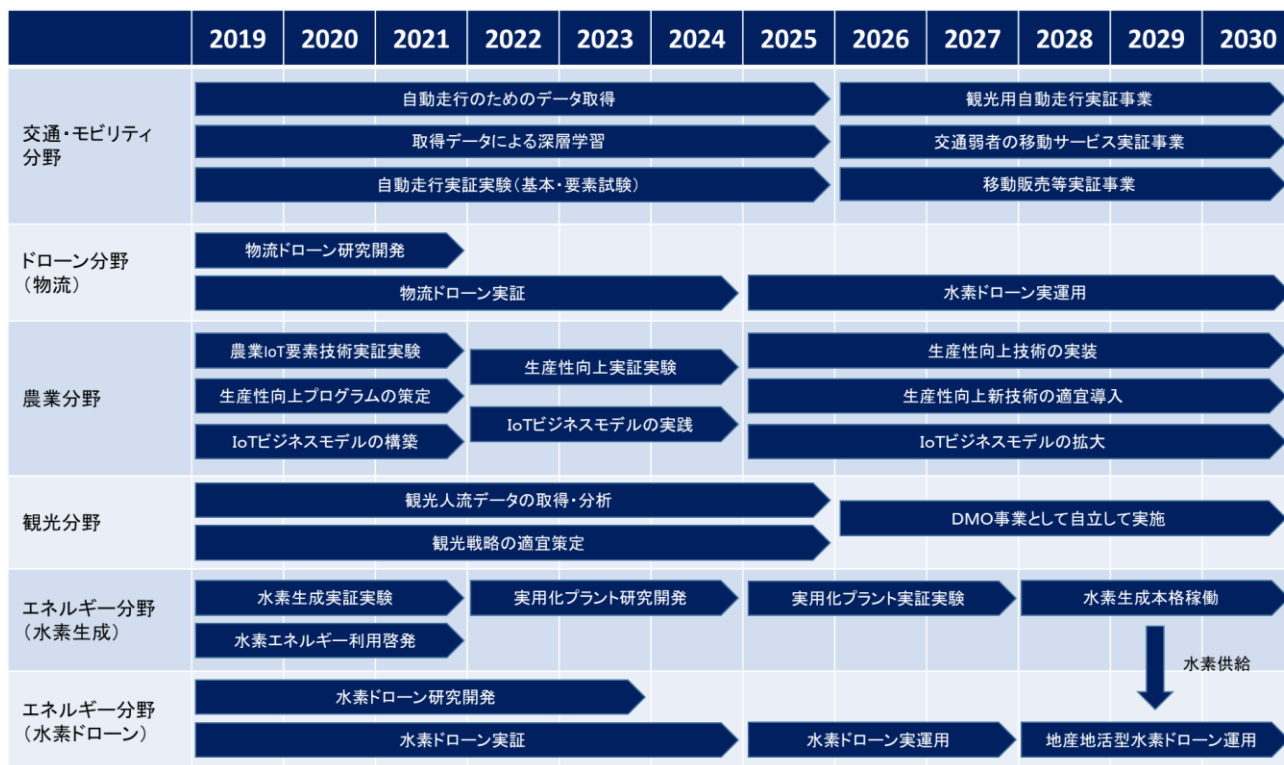 2019 2020 2021 2022 2023 2024 2025 2026 2027 2028 2029 2030
交通・モビリティ
分野
自動走行のためのデータ取得
観光用自動走行実証事業
取得データによる深層学習
交通弱者の移動サービス実証事業
自動走行実証実験(基本・要素試験)
移動販売等実証事業
ドローン分野
(物流)
物流ドローン研究開発
物流ドローン実証
水素ドローン実運用
農業分野
農業IoT要素技術実証実験
生産性向上プログラムの策定
IoTビジネスモデルの構築
生産性向上実証実験
IoTビジネスモデルの実践
生産性向上技術の実装
生産性向上新技術の適宜導入
IoTビジネスモデルの拡大
観光分野
観光人流データの取得・分析
観光戦略の適宜策定
DMO事業として自立して実施
エネルギー分野
(水素生成)
水素生成実証実験
実用化プラント研究開発
実用化プラント実証実験
水素生成本格稼働
水素エネルギー利用啓発
水素供給
エネルギー分野
(水素ドローン)
水素ドローン研究開発
水素ドローン実証
水素ドローン実運用
地産地活型水素ドローン運用